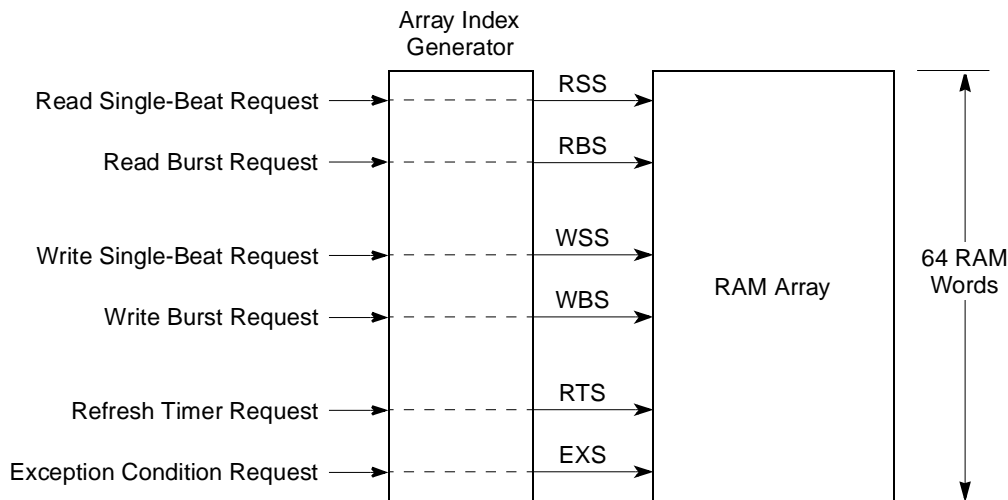 Array Index
Generator
Read Single-Beat Request
RSS
Read Burst Request
RBS
Write Single-Beat Request
WSS
Write Burst Request
WBS
RAM Array
64 RAM
Words
Refresh Timer Request
RTS
Exception Condition Request
EXS